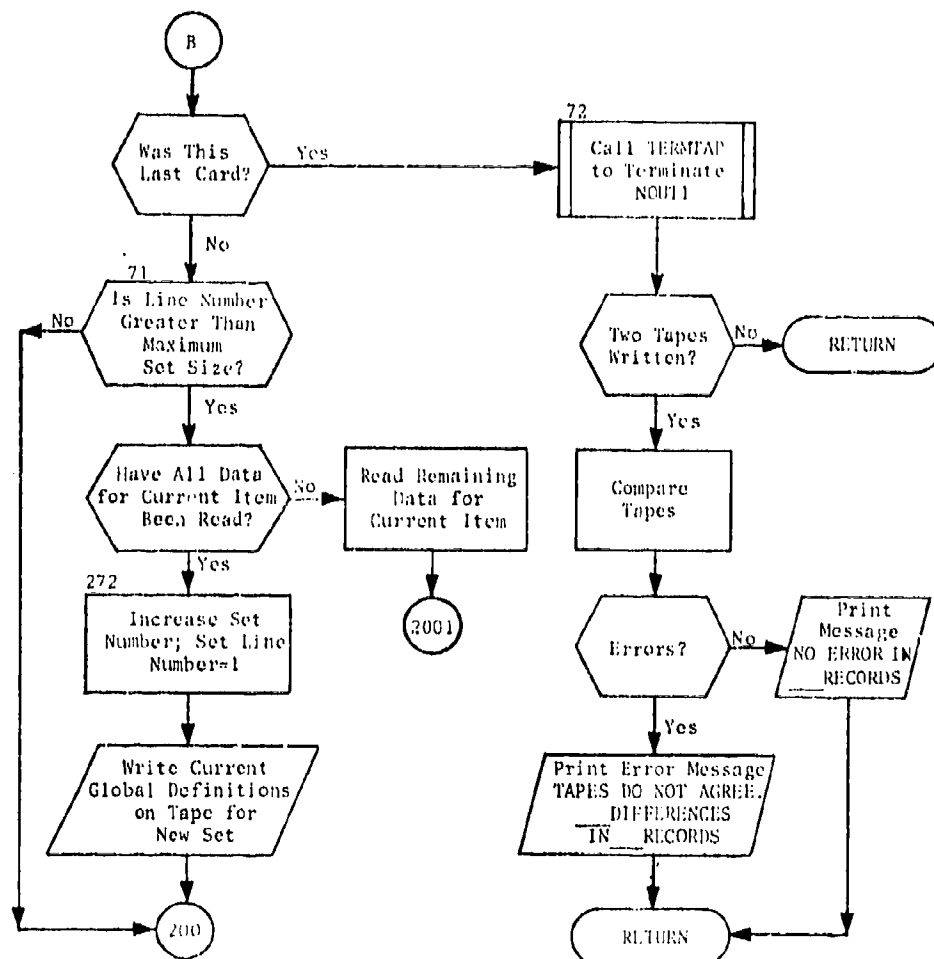 B
Was This
Last Card?
Yes
No
72
Call TERMTAP
to Terminate
NOUT1
71
Is Line Number
Greater Than
Maximum
Set Size?
No
Yes
Two Tapes
Written?
No
RETURN
Yes
Have All Data
for Current Item
Been Read?
No
Yes
Read Remaining
Data for
Current Item
2001
Compare
Tapes
272
Increase Set
Number; Set Line
Number=1
Errors?
No
Yes
Print
Message
NO ERROR IN
___RECORDS
Write Current
Global Definitions
on Tape for
New Set
Print Error Message
TAPES DO NOT AGREE.
___DIFFERENCES
IN___RECORDS
200
RETURN